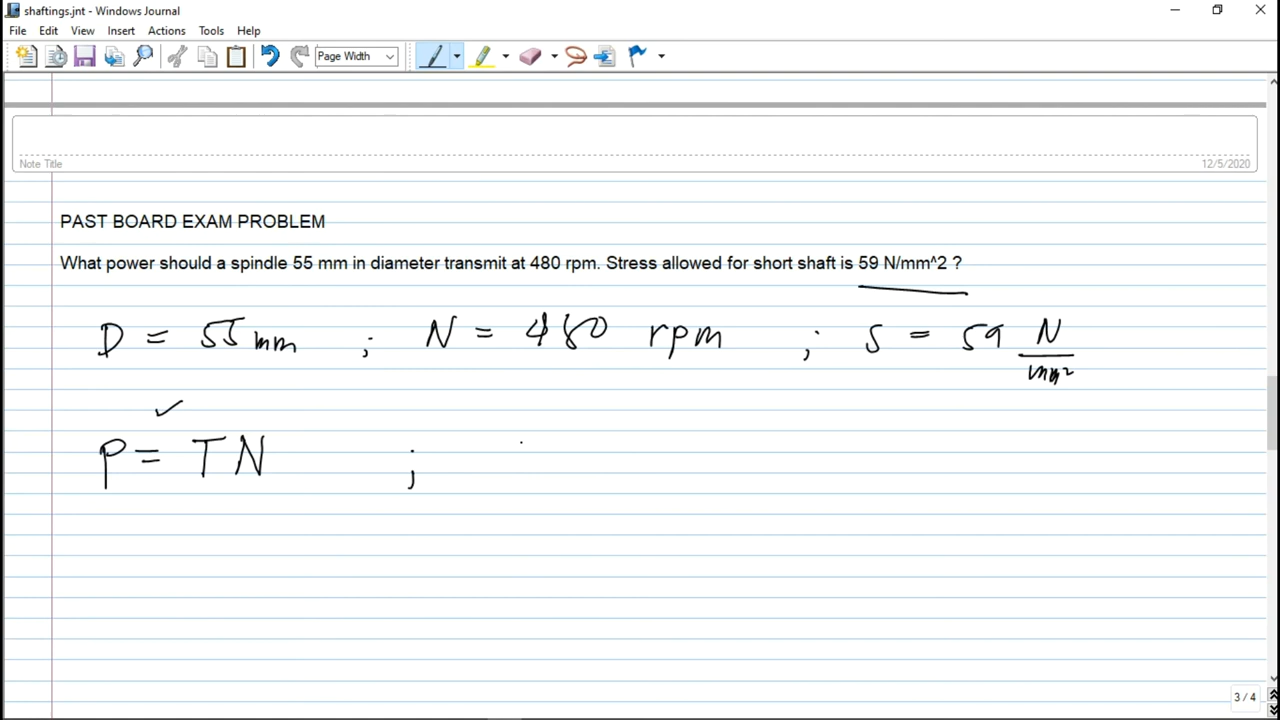 shaftings.jnt - Windows Journal
File Edit View Insert Actions Tools Help
Page Width
Note Title 12/5/2020
PAST BOARD EXAM PROBLEM
What power should a spindle 55 mm in diameter transmit at 480 rpm. Stress allowed for short shaft is 59 N/mm^2 ?
D = 55 mm ; N = 480 rpm ; S = 59 N/mm²
P = TN ;
3 / 4